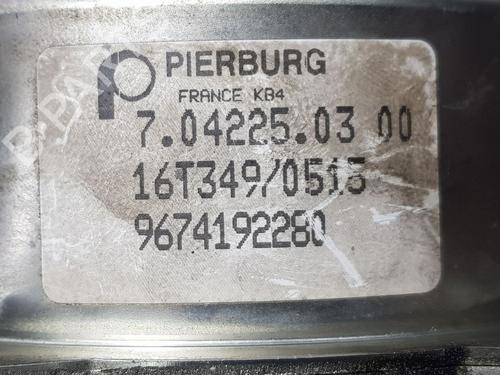 PIERBURG
FRANCE KB4
7.04225.03 00
16T349/0515
9674192280